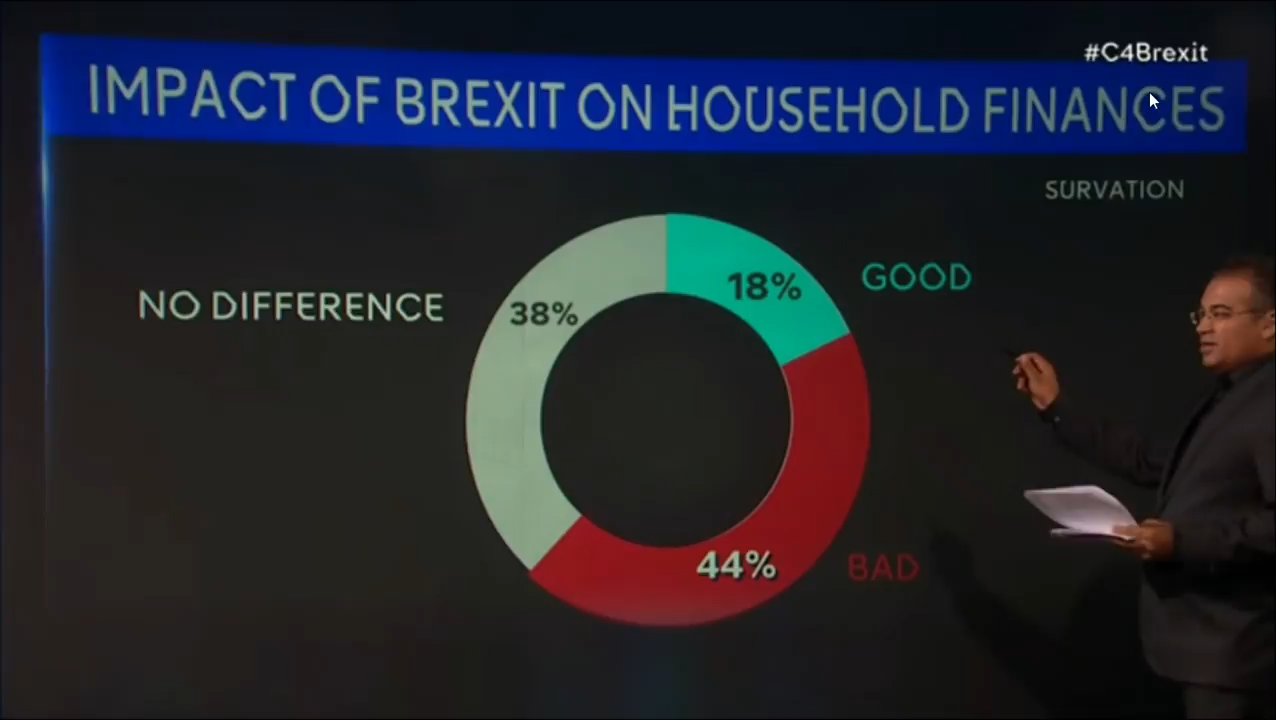 #C4Brexit
IMPACT OF BREXIT ON HOUSEHOLD FINANCES
SURVATION
NO DIFFERENCE
38%
18%
GOOD
44%
BAD